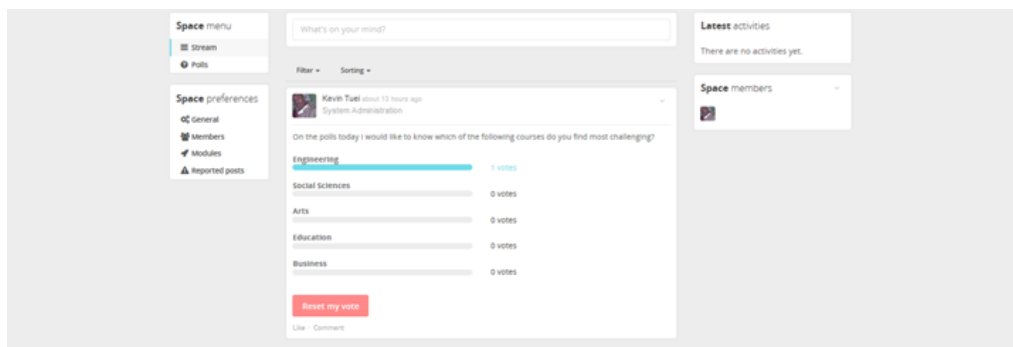 Space menu
Stream
Polls
Space preferences
General
Members
Modules
Reported posts
What's on your mind?
Filter
Sorting
Kevin Tuei about 13 hours ago
System Administration
On the polls today I would like to know which of the following courses do you find most challenging?
Engineering
1 votes
Social Sciences
0 votes
Arts
0 votes
Education
0 votes
Business
0 votes
Reset my vote
Like · Comment
Latest activities
There are no activities yet.
Space members